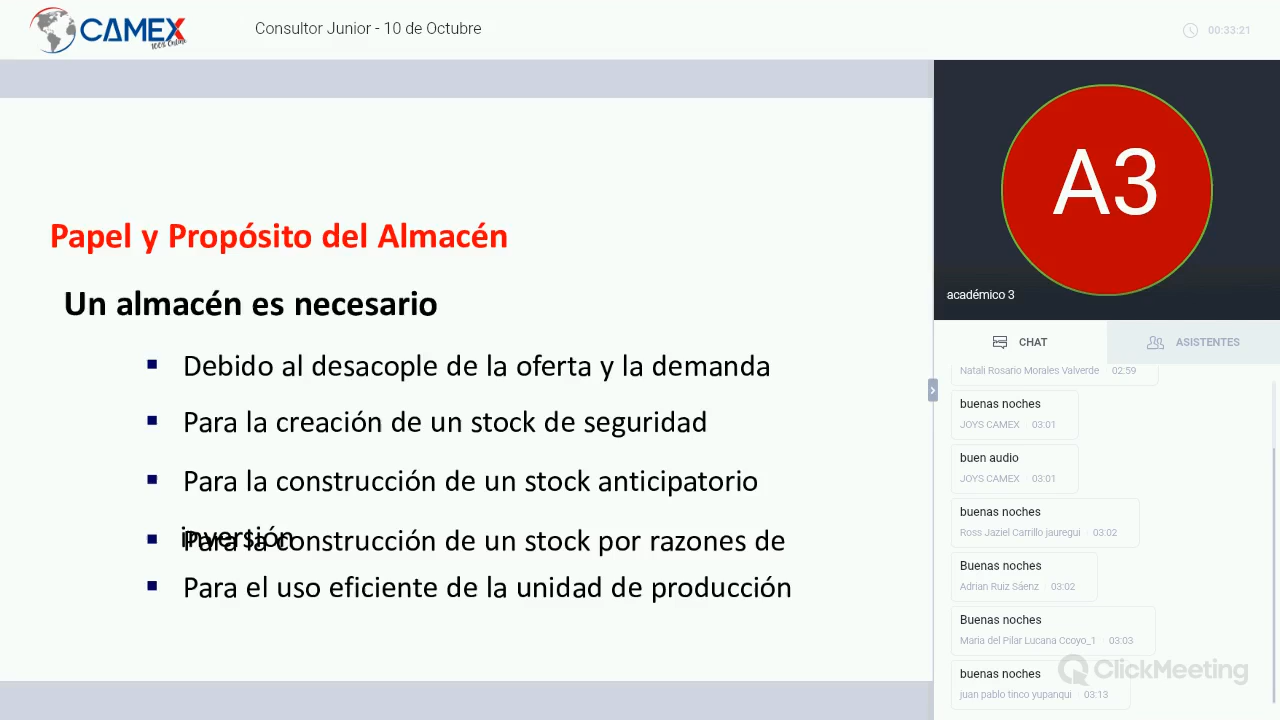 CAMEX
100% Online
Consultor Junior - 10 de Octubre
00:33:21
Papel y Propósito del Almacén
Un almacén es necesario
Debido al desacople de la oferta y la demanda
Para la creación de un stock de seguridad
Para la construcción de un stock anticipatorio
Para la construcción de un stock por razones de
inversión
Para el uso eficiente de la unidad de producción
A3
académico 3
CHAT
ASISTENTES
Natali Rosario Morales Valverde 02:59
buenas noches
JOYS CAMEX 03:01
buen audio
JOYS CAMEX 03:01
buenas noches
Ross Jaziel Carrillo jauregui 03:02
Buenas noches
Adrian Ruiz Sáenz 03:02
Buenas noches
Maria del Pilar Lucana Ccoyo_1 03:03
buenas noches
juan pablo tinco yupanqui 03:13
ClickMeeting